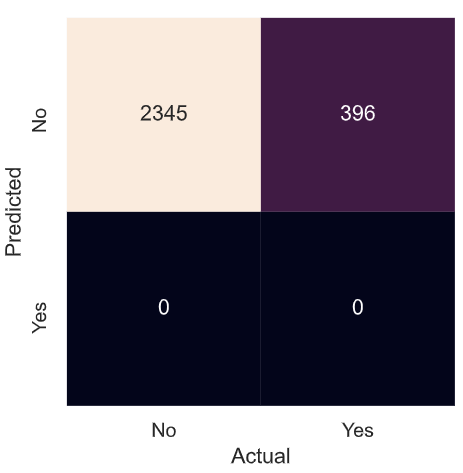 Predicted
No
2345 396
Yes
0 0
No Yes
Actual